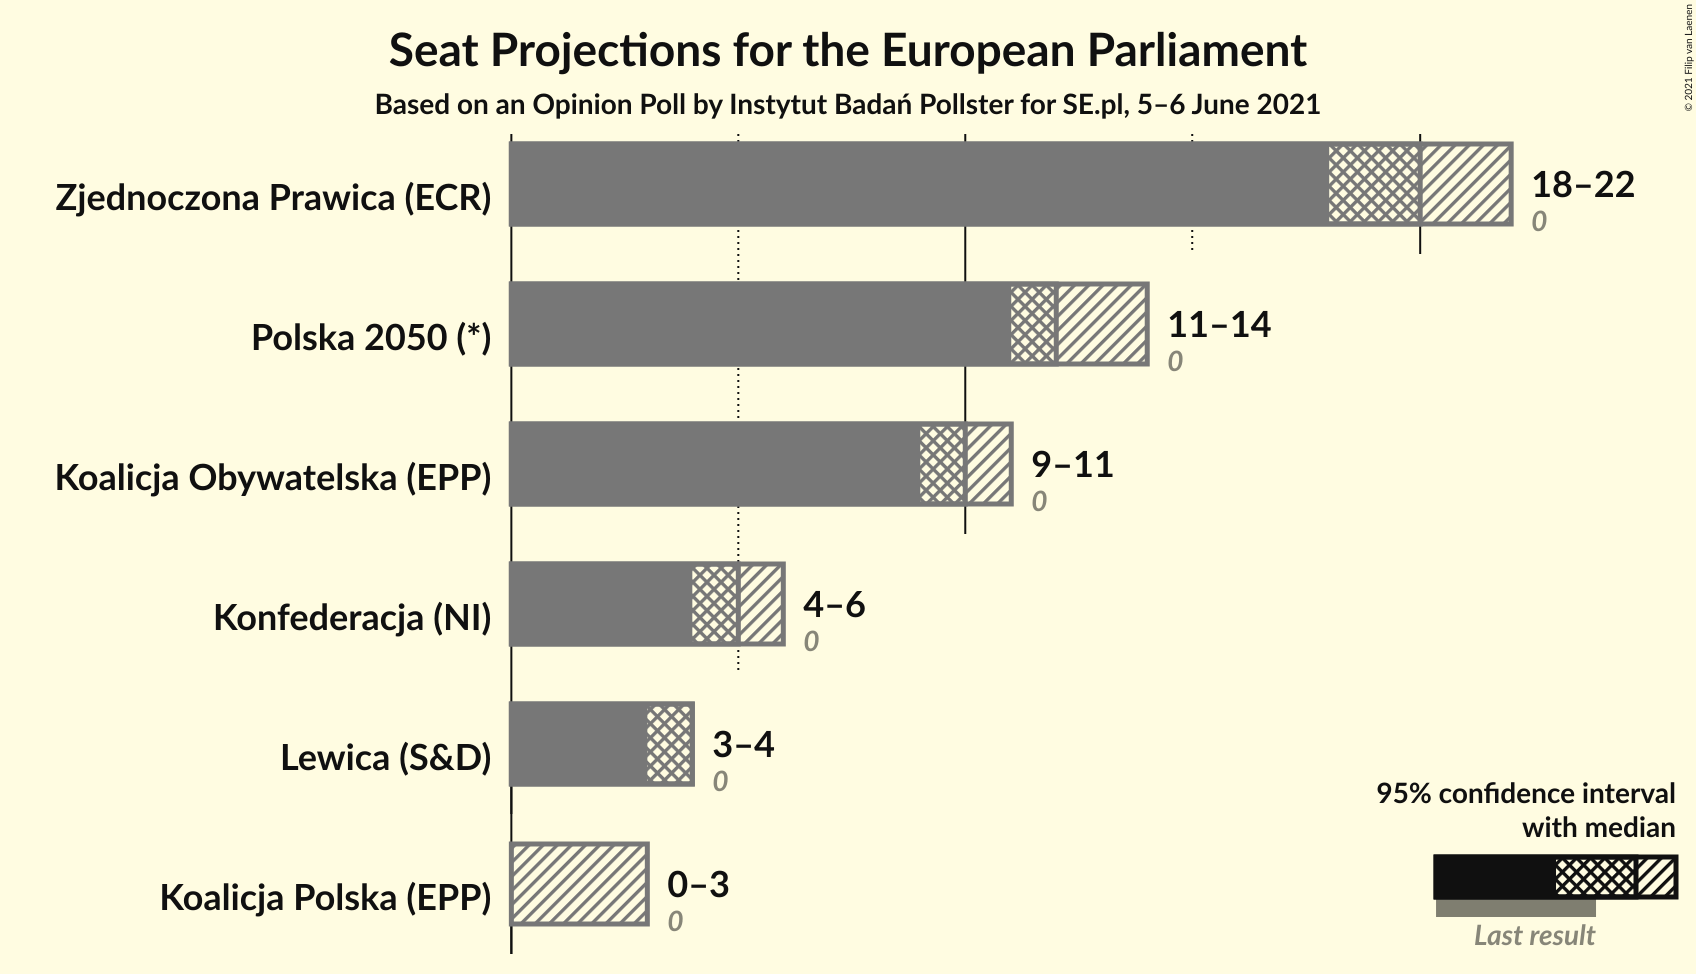 Seat Projections for the European Parliament
Based on an Opinion Poll by Instytut Badań Pollster for SE.pl, 5–6 June 2021
© 2021 Filip van Laenen
Zjednoczona Prawica (ECR)
18–22
0
Polska 2050 (*)
11–14
0
Koalicja Obywatelska (EPP)
9–11
0
Konfederacja (NI)
4–6
0
Lewica (S&D)
3–4
0
Koalicja Polska (EPP)
0–3
0
95% confidence interval
with median
Last result